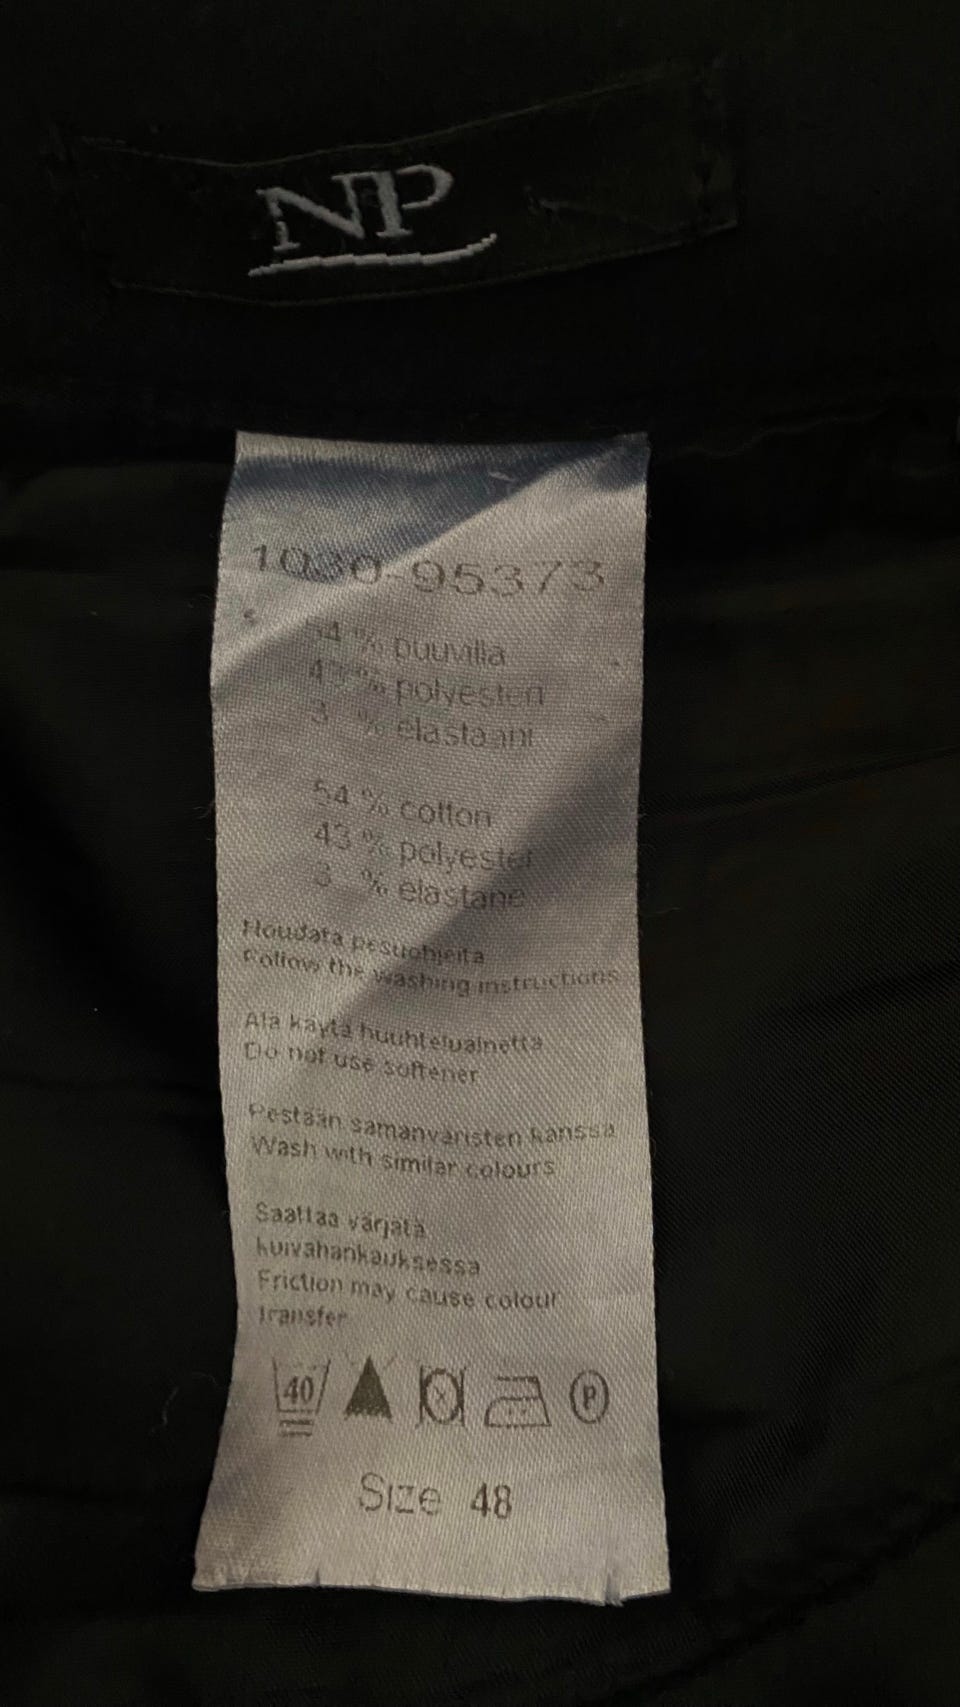 NP
1030-95373
54 % puuvilla
43 % polyesteri
3 % elastaani
54 % cotton
43 % polyester
3 % elastane
Noudata pesuohjeita
Follow the washing instructions
Älä käytä huuhteluainetta
Do not use softener
Pestään samanväristen kanssa
Wash with similar colours
Saattaa värjätä
kuivahankauksessa
Friction may cause colour
transfer
40 P
Size 48